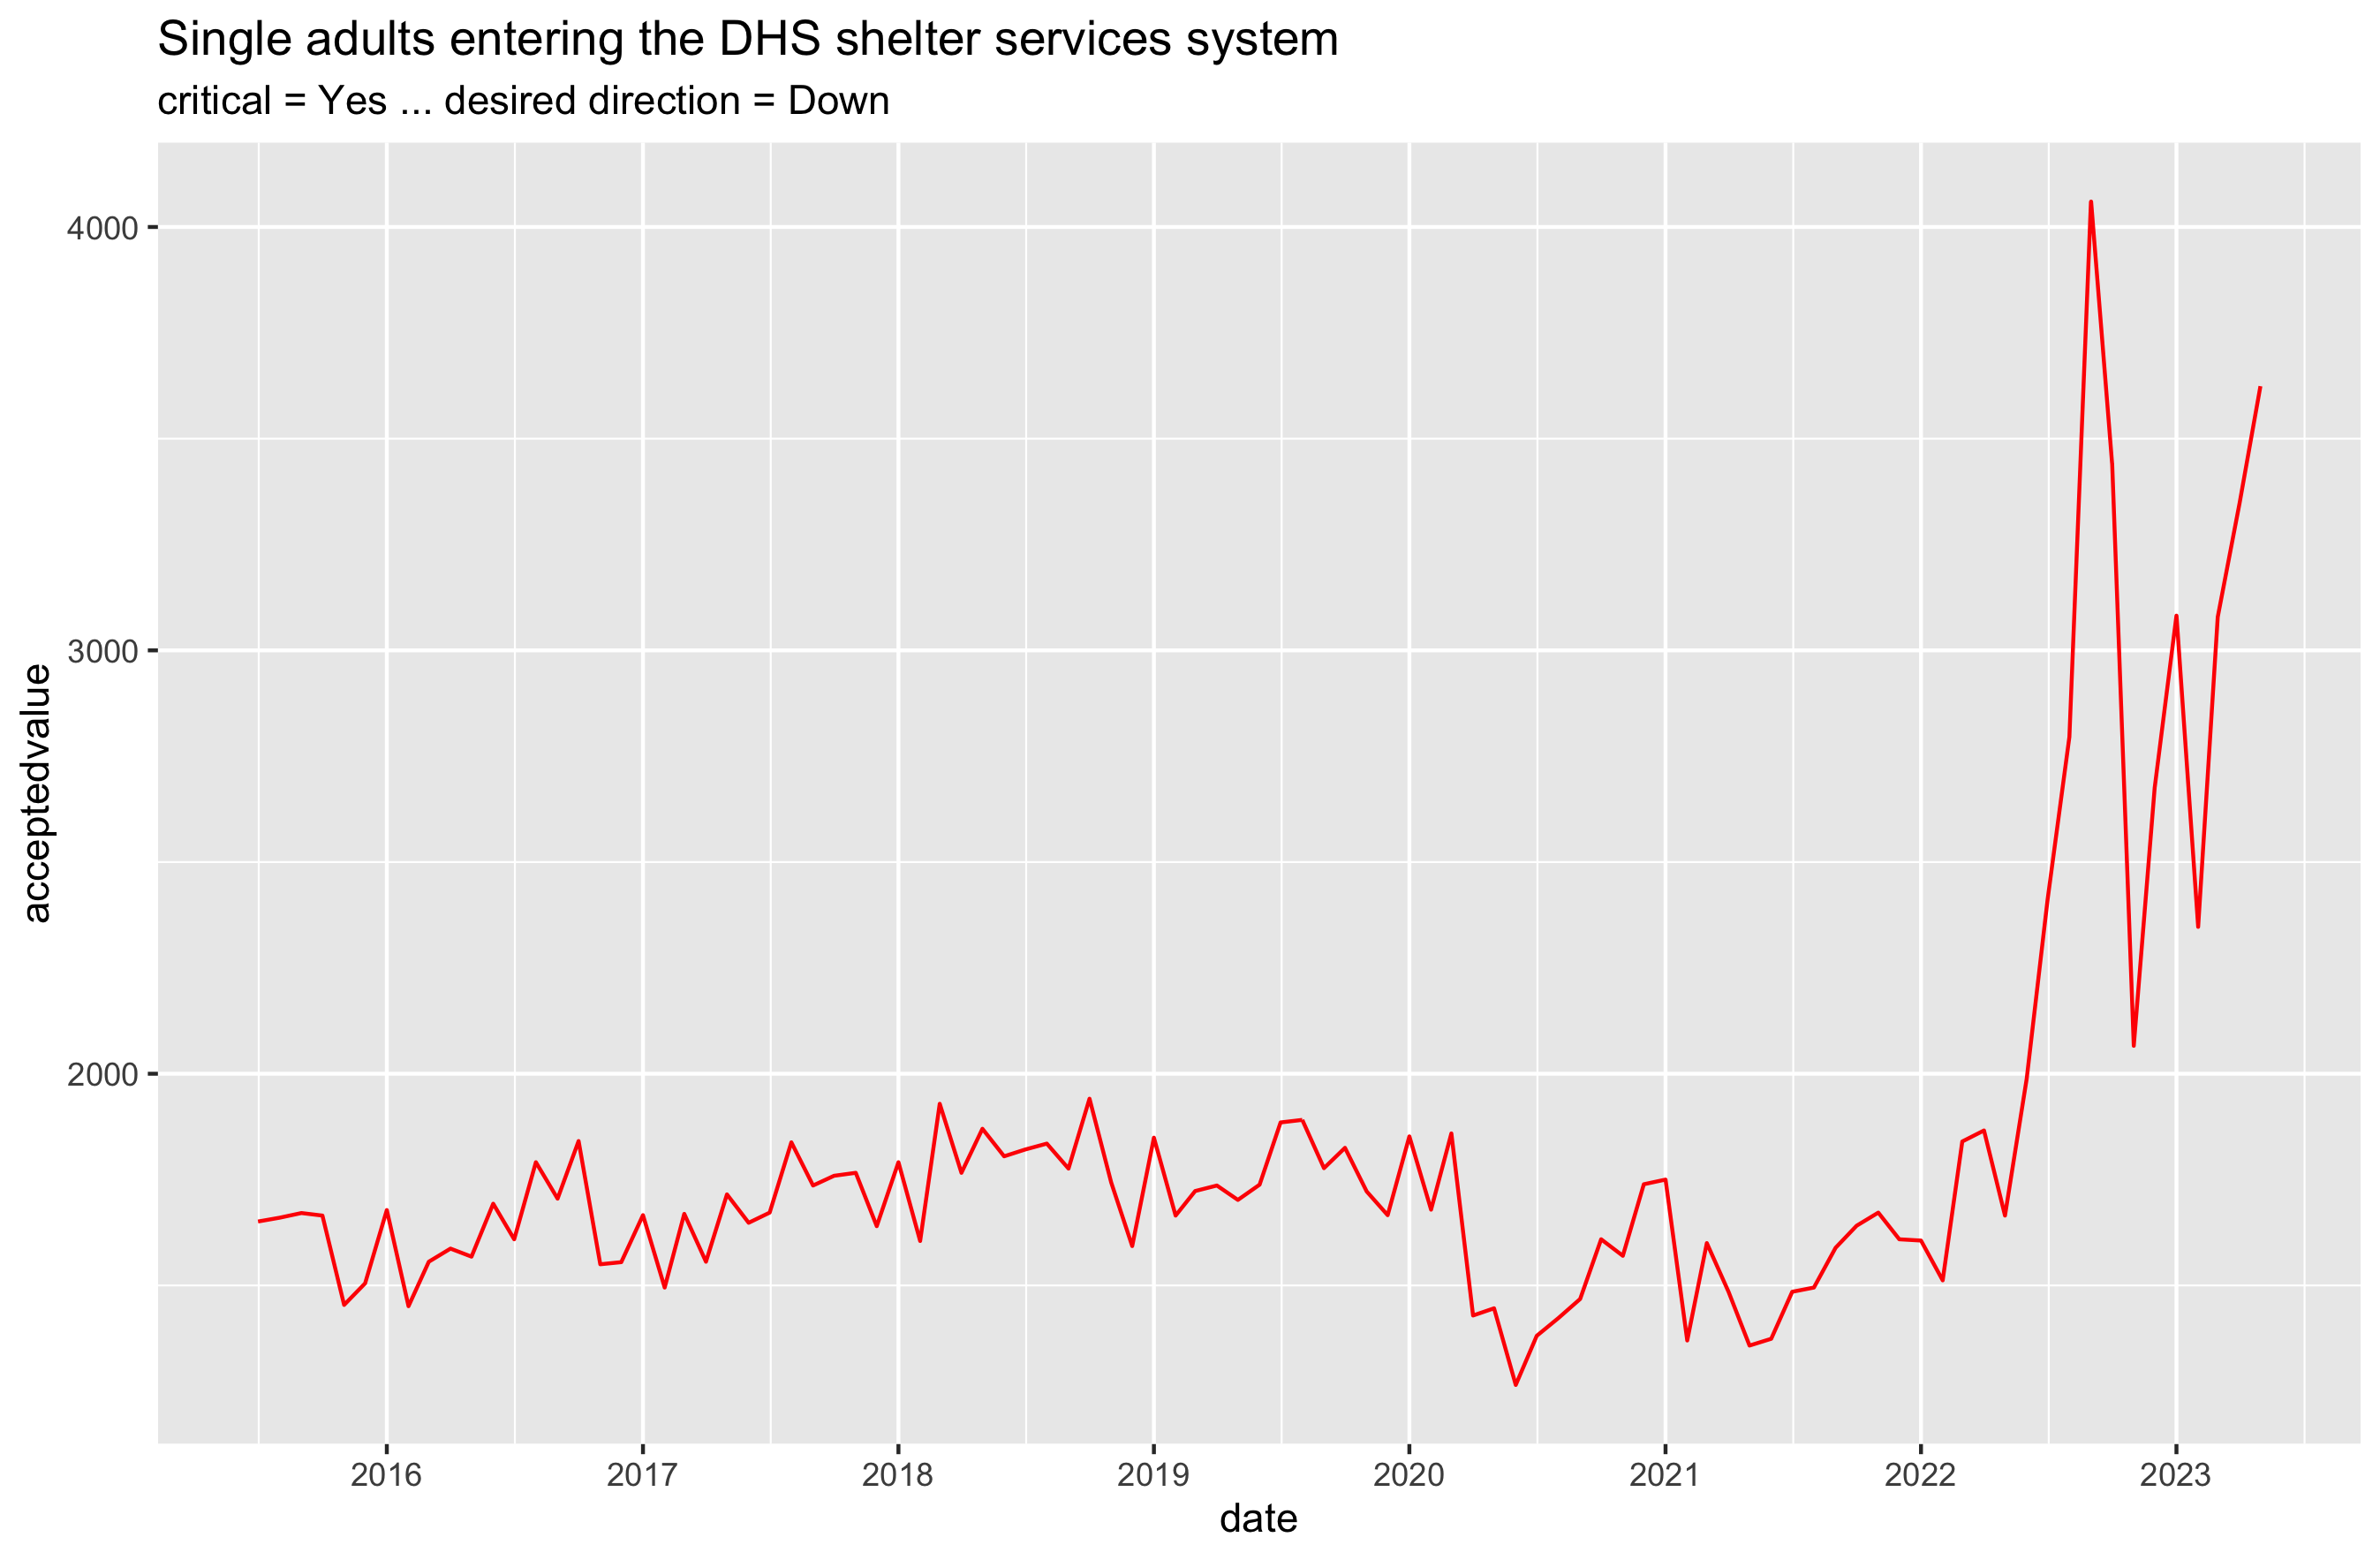 Single adults entering the DHS shelter services system
critical = Yes ... desired direction = Down
4000
3000
2000
acceptedvalue
2016 2017 2018 2019 2020 2021 2022 2023
date